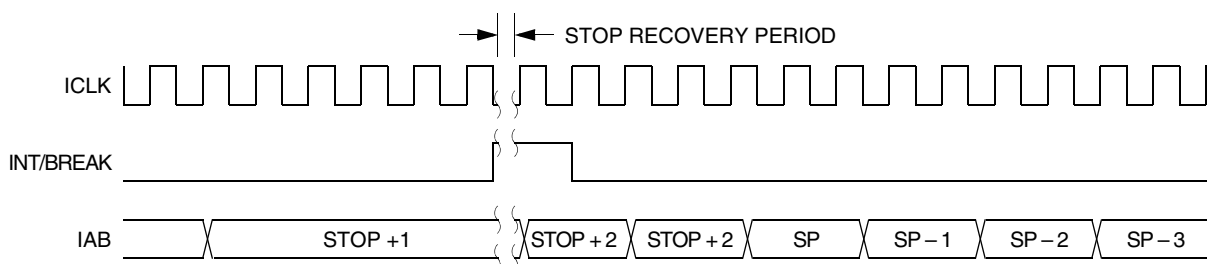 STOP RECOVERY PERIOD
ICLK
INT/BREAK
IAB STOP +1 STOP + 2 STOP + 2 SP SP – 1 SP – 2 SP – 3